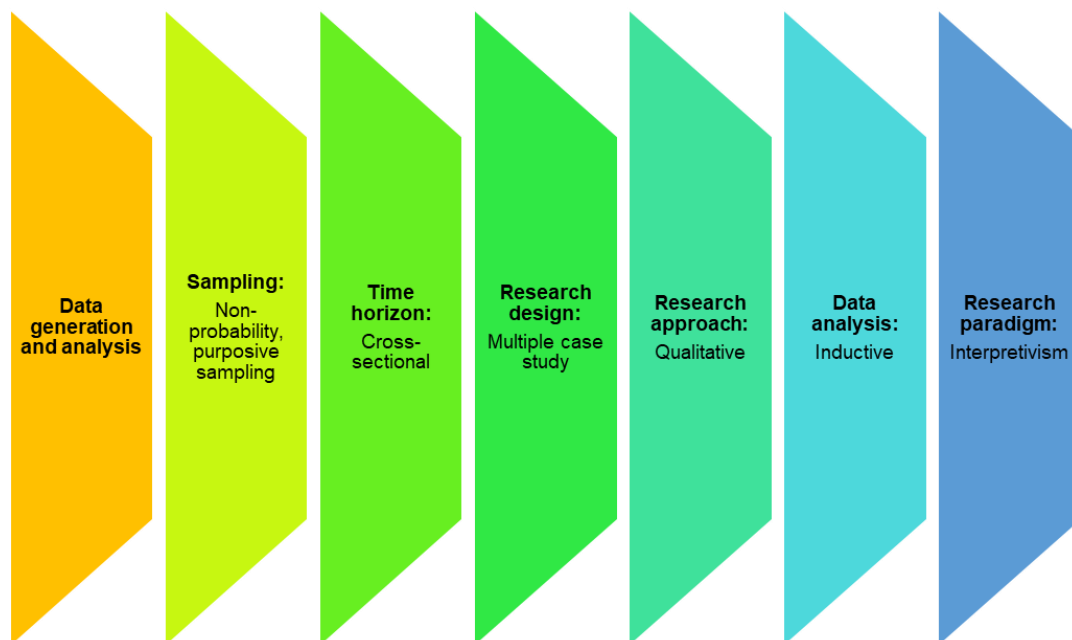 Data
generation
and analysis
Sampling:
Non-
probability,
purposive
sampling
Time
horizon:
Cross-
sectional
Research
design:
Multiple case
study
Research
approach:
Qualitative
Data
analysis:
Inductive
Research
paradigm:
Interpretivism